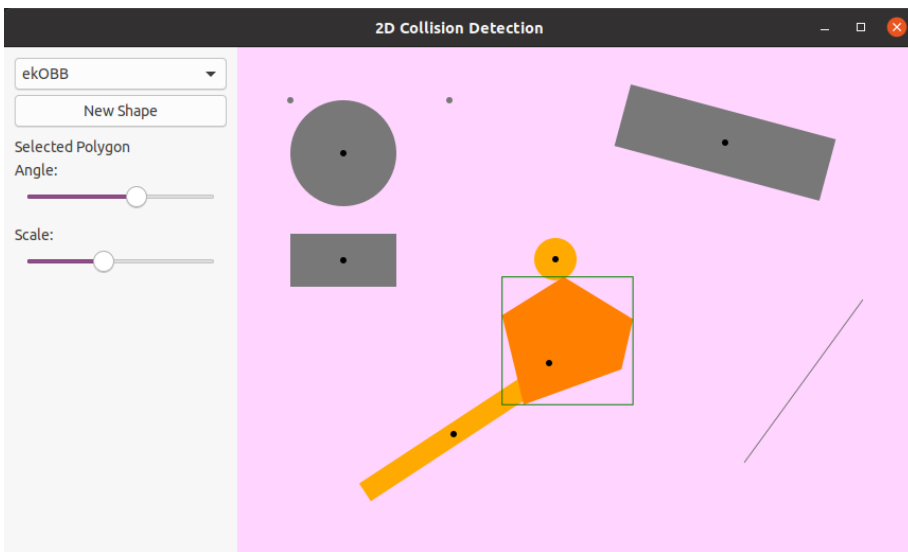 2D Collision Detection
ekOBB
New Shape
Selected Polygon
Angle:
Scale: